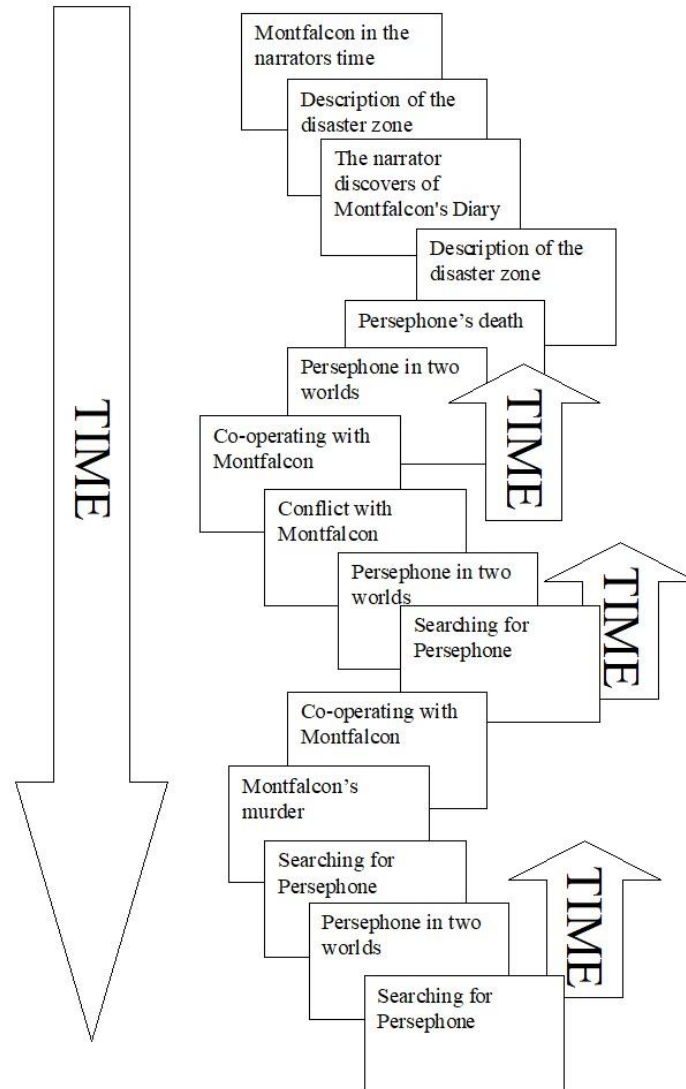 Montfalcon in the
narrators time
Description of the
disaster zone
The narrator
discovers of
Montfalcon's Diary
Description of the
disaster zone
Persephone’s death
Persephone in two
worlds
TIME
TIME
Co-operating with
Montfalcon
Conflict with
Montfalcon
Persephone in two
worlds
TIME
Searching for
Persephone
Co-operating with
Montfalcon
Montfalcon’s
murder
Searching for
Persephone
TIME
Persephone in two
worlds
Searching for
Persephone